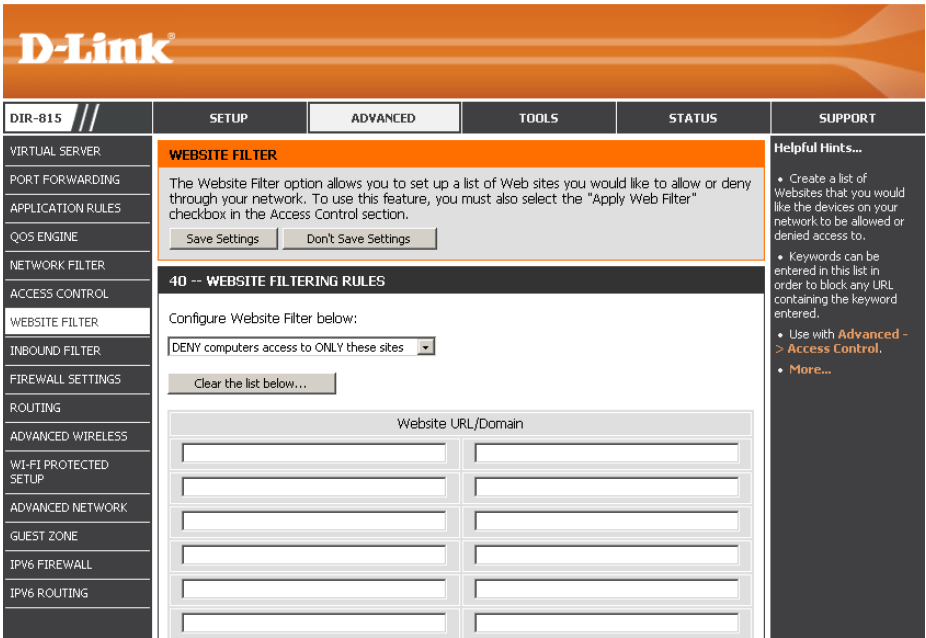 D-Link®
DIR-815
SETUP
ADVANCED
TOOLS
STATUS
SUPPORT
VIRTUAL SERVER
PORT FORWARDING
APPLICATION RULES
QOS ENGINE
NETWORK FILTER
ACCESS CONTROL
WEBSITE FILTER
INBOUND FILTER
FIREWALL SETTINGS
ROUTING
ADVANCED WIRELESS
WI-FI PROTECTED
SETUP
ADVANCED NETWORK
GUEST ZONE
IPV6 FIREWALL
IPV6 ROUTING
WEBSITE FILTER
The Website Filter option allows you to set up a list of Web sites you would like to allow or deny
through your network. To use this feature, you must also select the "Apply Web Filter"
checkbox in the Access Control section.
Save Settings
Don't Save Settings
40 -- WEBSITE FILTERING RULES
Configure Website Filter below:
DENY computers access to ONLY these sites
Clear the list below...
Website URL/Domain
Helpful Hints...
• Create a list of
Websites that you would
like the devices on your
network to be allowed or
denied access to.
• Keywords can be
entered in this list in
order to block any URL
containing the keyword
entered.
• Use with Advanced -
> Access Control.
• More...